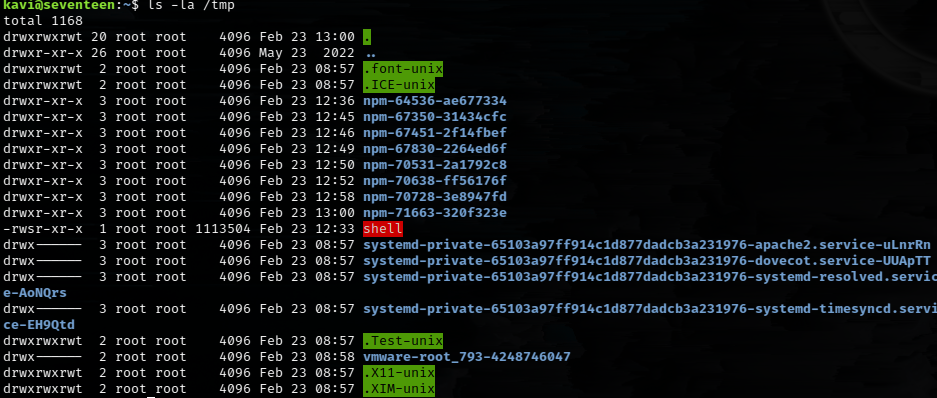 kavi@seventeen:~$ ls -la /tmp
total 1168
drwxrwxrwt 20 root root    4096 Feb 23 13:00 .
drwxr-xr-x 26 root root    4096 May 23  2022 ..
drwxrwxrwt  2 root root    4096 Feb 23 08:57 .font-unix
drwxrwxrwt  2 root root    4096 Feb 23 08:57 .ICE-unix
drwxr-xr-x  3 root root    4096 Feb 23 12:36 npm-64536-ae677334
drwxr-xr-x  3 root root    4096 Feb 23 12:45 npm-67350-31434cfc
drwxr-xr-x  3 root root    4096 Feb 23 12:46 npm-67451-2f14fbef
drwxr-xr-x  3 root root    4096 Feb 23 12:49 npm-67830-2264ed6f
drwxr-xr-x  3 root root    4096 Feb 23 12:50 npm-70531-2a1792c8
drwxr-xr-x  3 root root    4096 Feb 23 12:52 npm-70638-ff56176f
drwxr-xr-x  3 root root    4096 Feb 23 12:58 npm-70728-3e8947fd
drwxr-xr-x  3 root root    4096 Feb 23 13:00 npm-71663-320f323e
-rwsr-xr-x  1 root root 1113504 Feb 23 12:33 shell
drwx------  3 root root    4096 Feb 23 08:57 systemd-private-65103a97ff914c1d877dadcb3a231976-apache2.service-uLnrRn
drwx------  3 root root    4096 Feb 23 08:57 systemd-private-65103a97ff914c1d877dadcb3a231976-dovecot.service-UUApTT
drwx------  3 root root    4096 Feb 23 08:57 systemd-private-65103a97ff914c1d877dadcb3a231976-systemd-resolved.servic
e-AoNQrs
drwx------  3 root root    4096 Feb 23 08:57 systemd-private-65103a97ff914c1d877dadcb3a231976-systemd-timesyncd.servi
ce-EH9Qtd
drwxrwxrwt  2 root root    4096 Feb 23 08:57 .Test-unix
drwx------  2 root root    4096 Feb 23 08:58 vmware-root_793-4248746047
drwxrwxrwt  2 root root    4096 Feb 23 08:57 .X11-unix
drwxrwxrwt  2 root root    4096 Feb 23 08:57 .XIM-unix